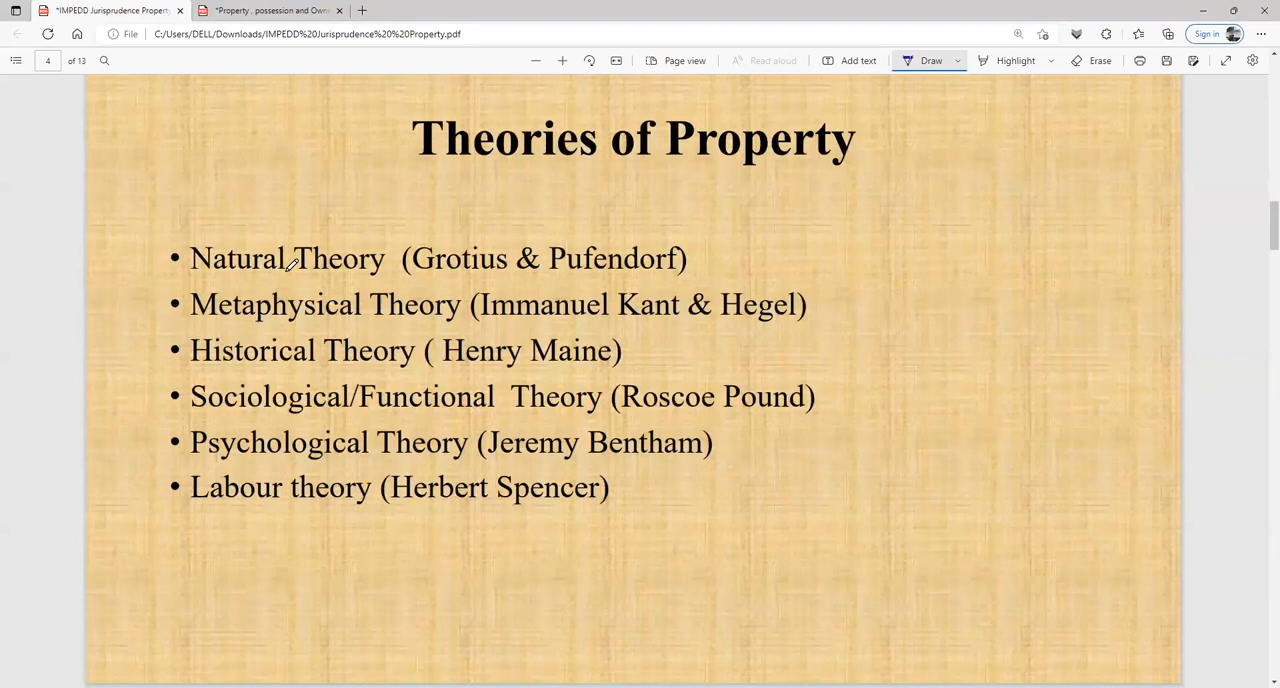 *IMPEDD Jurisprudence Property
*Property , possession and Own
File
C:/Users/DELL/Downloads/IMPEDD%20Jurisprudence%20%20Property.pdf
Sign in
4 of 13
Page view
Read aloud
Add text
Draw
Highlight
Erase
Theories of Property
• Natural Theory (Grotius & Pufendorf)
• Metaphysical Theory (Immanuel Kant & Hegel)
• Historical Theory ( Henry Maine)
• Sociological/Functional Theory (Roscoe Pound)
• Psychological Theory (Jeremy Bentham)
• Labour theory (Herbert Spencer)